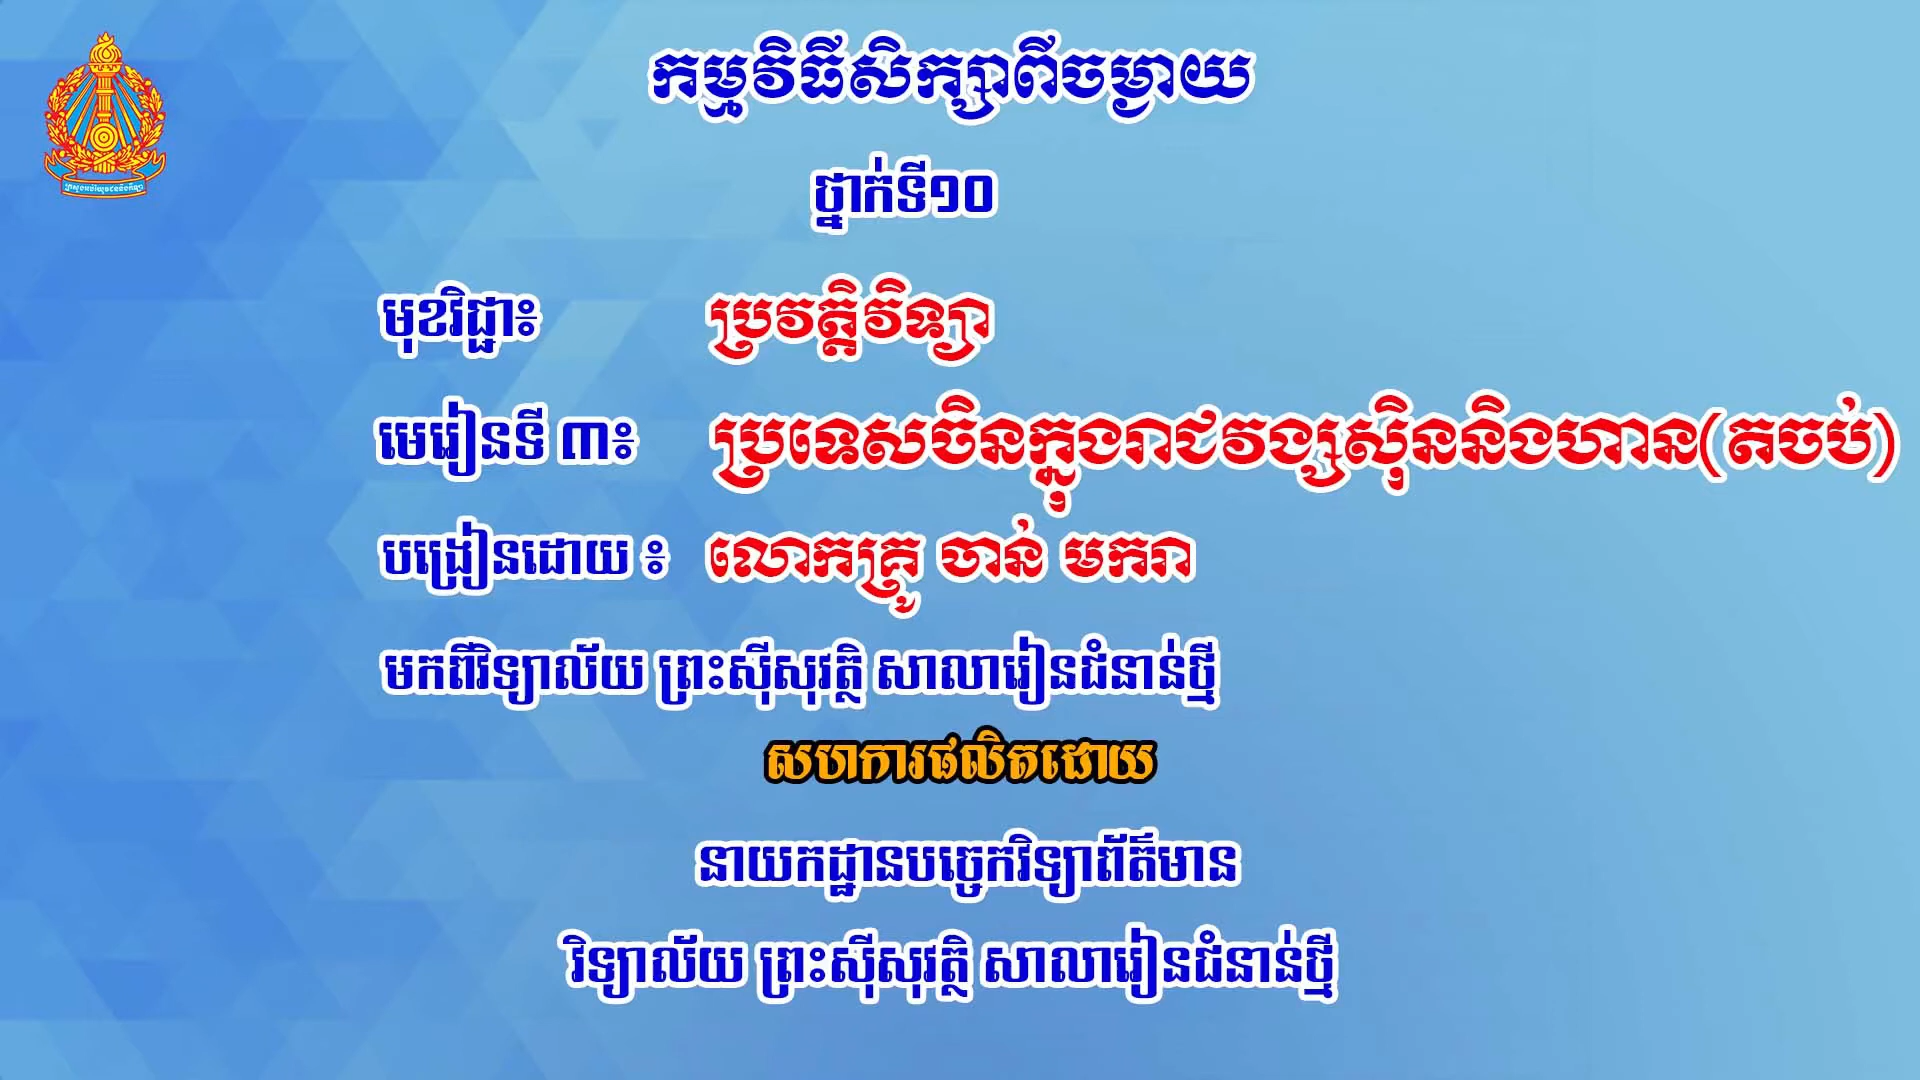 កម្មវិធីសិក្សាពីចម្ងាយ
ថ្នាក់ទី១០
មុខវិជ្ជា៖ ប្រវត្តិវិទ្យា
មេរៀនទី ៣៖ ប្រទេសចិនក្នុងរាជវង្សស៊ិននិងហាន(តចប់)
បង្រៀនដោយ ៖ លោកគ្រូ ចាន់ មករា
មកពីវិទ្យាល័យ ព្រះស៊ីសុវត្ថិ សាលារៀនជំនាន់ថ្មី
សហការផលិតដោយ
នាយកដ្ឋានបច្ចេកវិទ្យាព័ត៌មាន
វិទ្យាល័យ ព្រះស៊ីសុវត្ថិ សាលារៀនជំនាន់ថ្មី